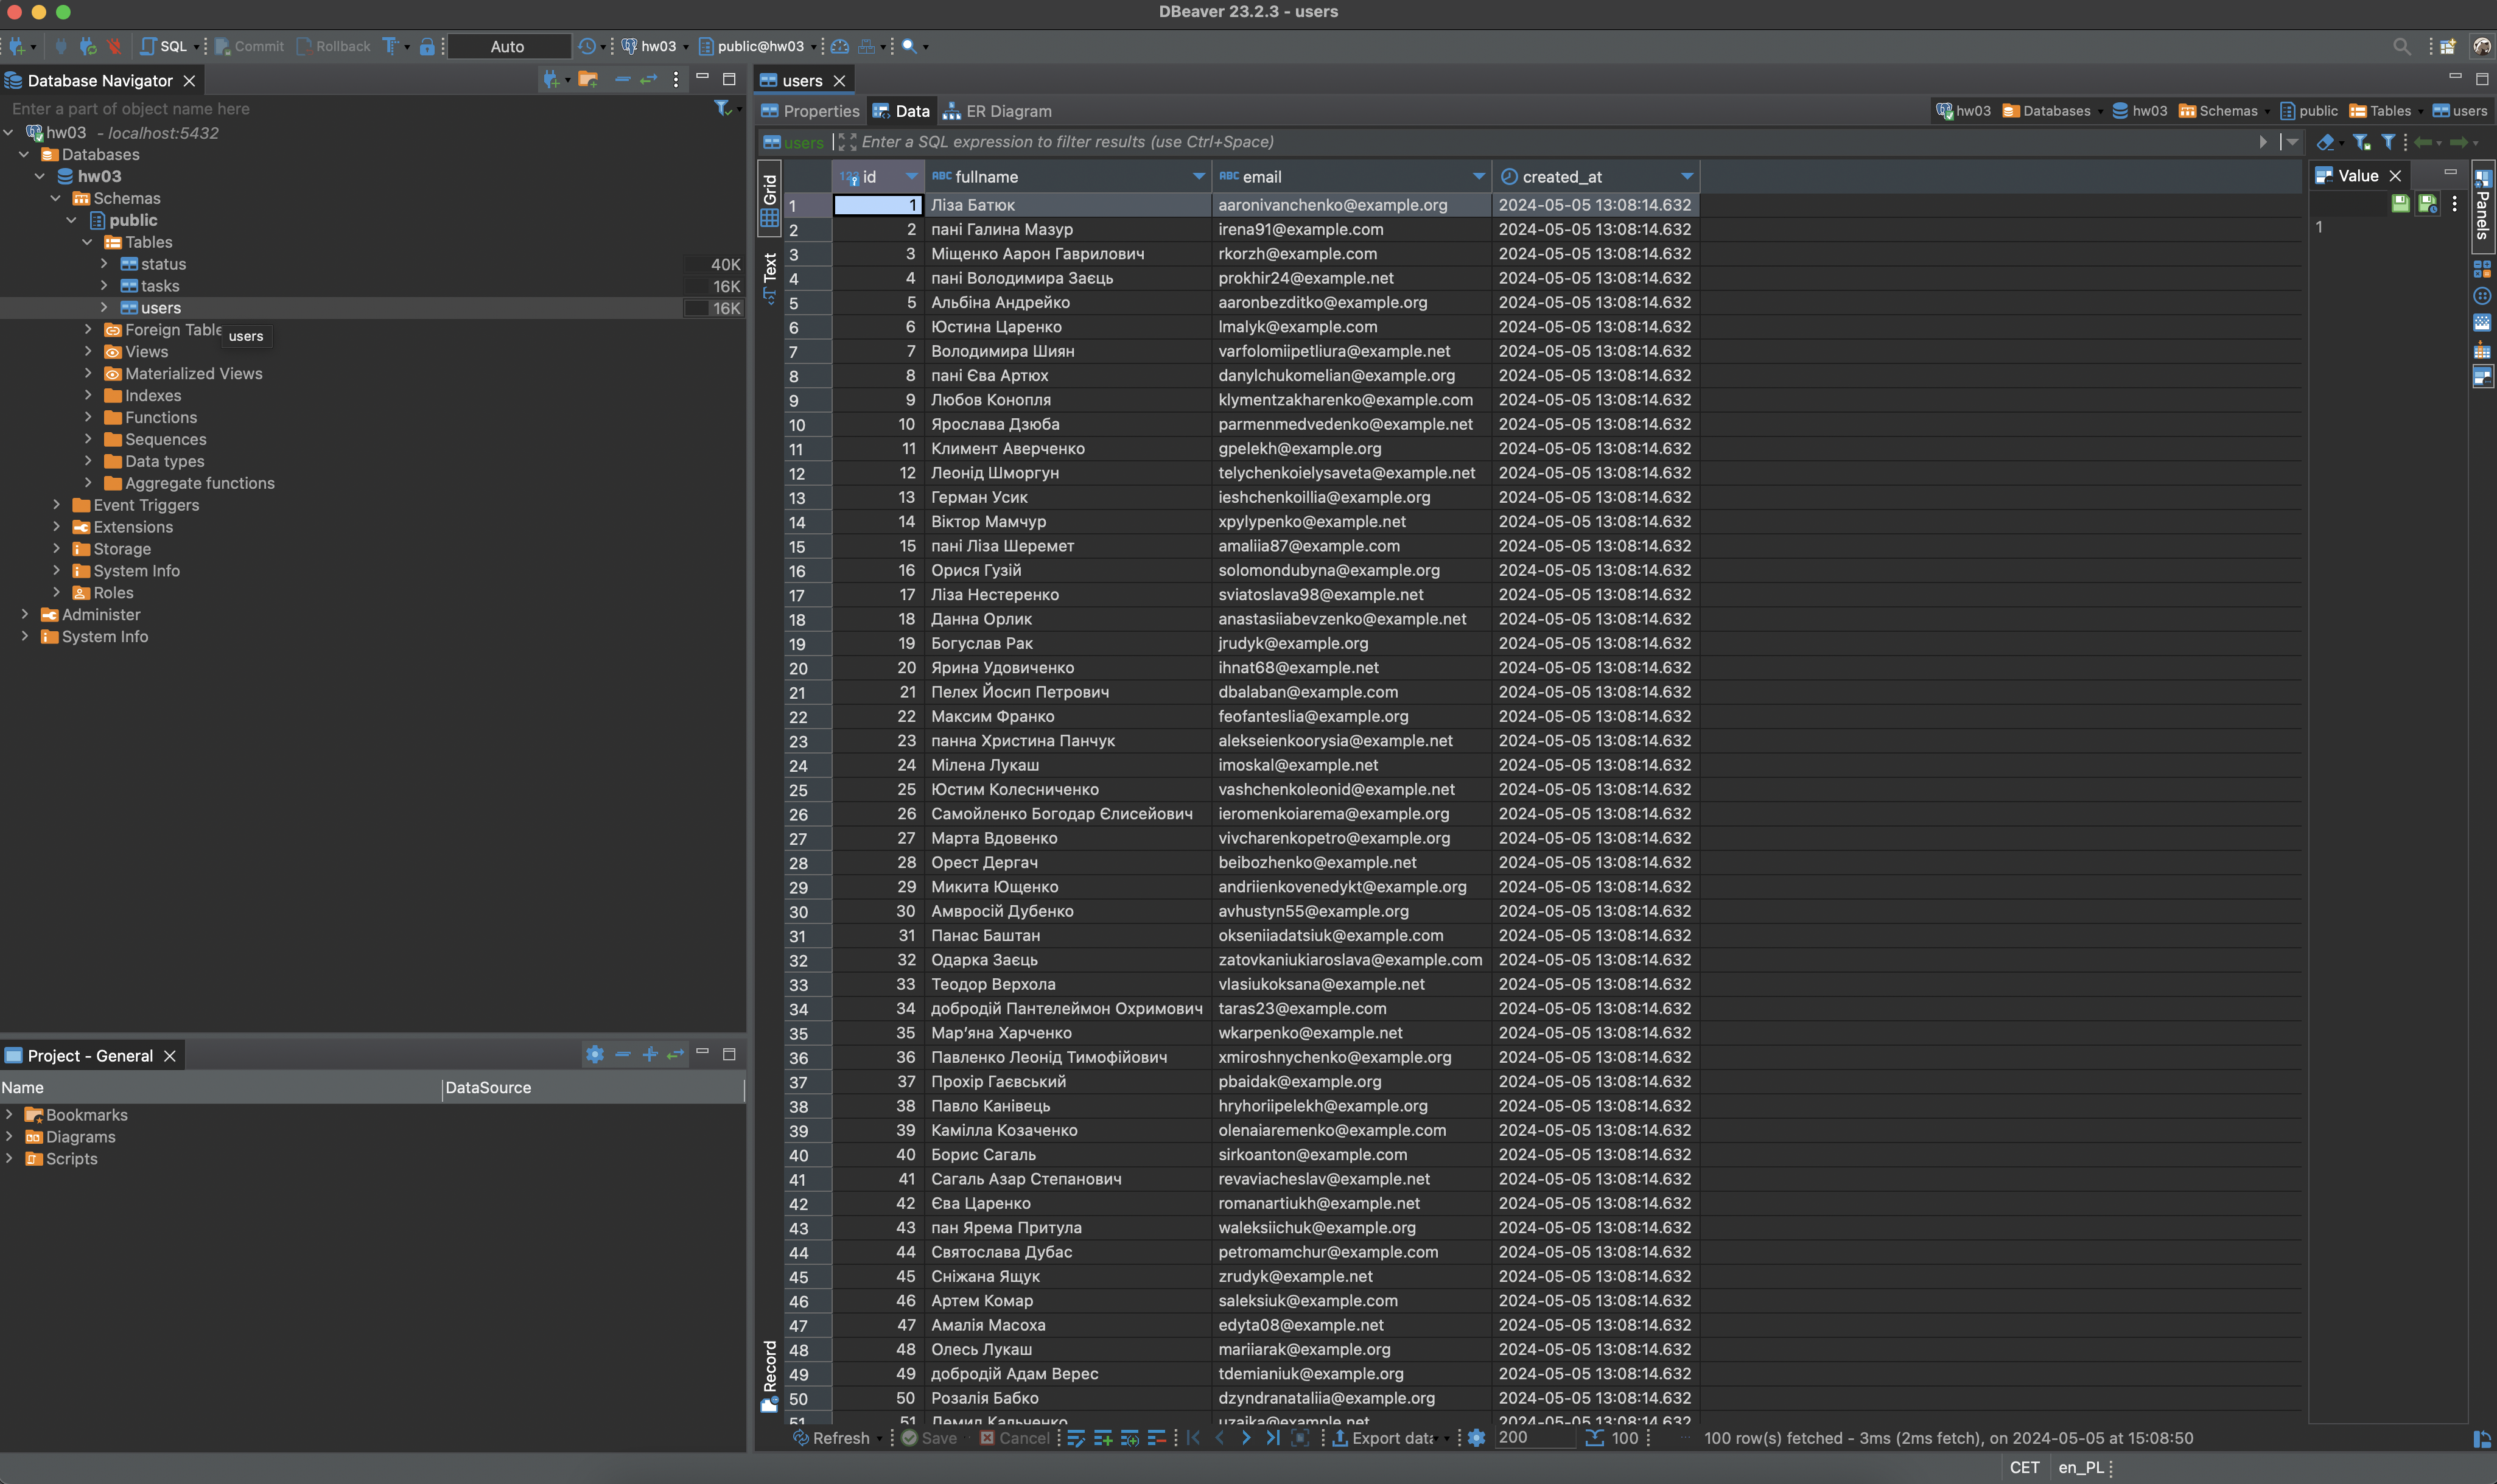 DBeaver 23.2.3 - users
SQL Commit Rollback Auto hw03 public@hw03
Database Navigator
Enter a part of object name here
hw03 - localhost:5432
Databases
hw03
Schemas
public
Tables
status 40K
tasks 16K
users 16K
Foreign Table
users
Views
Materialized Views
Indexes
Functions
Sequences
Data types
Aggregate functions
Event Triggers
Extensions
Storage
System Info
Roles
Administer
System Info
Project - General
Name DataSource
Bookmarks
Diagrams
Scripts
users
Properties Data ER Diagram
hw03 Databases hw03 Schemas public Tables users
users Enter a SQL expression to filter results (use Ctrl+Space)
Grid
Text
Record
123 id ABC fullname ABC email created_at
1 1 Ліза Батюк aaronivanchenko@example.org 2024-05-05 13:08:14.632
2 2 пані Галина Мазур irena91@example.com 2024-05-05 13:08:14.632
3 3 Міщенко Аарон Гаврилович rkorzh@example.com 2024-05-05 13:08:14.632
4 4 пані Володимира Заєць prokhir24@example.net 2024-05-05 13:08:14.632
5 5 Альбіна Андрейко aaronbezditko@example.org 2024-05-05 13:08:14.632
6 6 Юстина Царенко lmalyk@example.com 2024-05-05 13:08:14.632
7 7 Володимира Шиян varfolomiipetliura@example.net 2024-05-05 13:08:14.632
8 8 пані Єва Артюх danylchukomelian@example.org 2024-05-05 13:08:14.632
9 9 Любов Конопля klymentzakharenko@example.com 2024-05-05 13:08:14.632
10 10 Ярослава Дзюба parmenmedvedenko@example.net 2024-05-05 13:08:14.632
11 11 Климент Аверченко gpelekh@example.org 2024-05-05 13:08:14.632
12 12 Леонід Шморгун telychenkoielysaveta@example.net 2024-05-05 13:08:14.632
13 13 Герман Усик ieshchenkoillia@example.org 2024-05-05 13:08:14.632
14 14 Віктор Мамчур xpylypenko@example.net 2024-05-05 13:08:14.632
15 15 пані Ліза Шеремет amaliia87@example.com 2024-05-05 13:08:14.632
16 16 Орися Гузій solomondubyna@example.org 2024-05-05 13:08:14.632
17 17 Ліза Нестеренко sviatoslava98@example.net 2024-05-05 13:08:14.632
18 18 Данна Орлик anastasiiabevzenko@example.net 2024-05-05 13:08:14.632
19 19 Богуслав Рак jrudyk@example.org 2024-05-05 13:08:14.632
20 20 Ярина Удовиченко ihnat68@example.net 2024-05-05 13:08:14.632
21 21 Пелех Йосип Петрович dbalaban@example.com 2024-05-05 13:08:14.632
22 22 Максим Франко feofanteslia@example.org 2024-05-05 13:08:14.632
23 23 панна Христина Панчук alekseienkoorysia@example.net 2024-05-05 13:08:14.632
24 24 Мілена Лукаш imoskal@example.net 2024-05-05 13:08:14.632
25 25 Юстим Колесниченко vashchenkoleonid@example.net 2024-05-05 13:08:14.632
26 26 Самойленко Богодар Єлисейович ieromenkoiarema@example.org 2024-05-05 13:08:14.632
27 27 Марта Вдовенко vivcharenkopetro@example.org 2024-05-05 13:08:14.632
28 28 Орест Дергач beibozhenko@example.net 2024-05-05 13:08:14.632
29 29 Микита Ющенко andriienkovenedykt@example.org 2024-05-05 13:08:14.632
30 30 Амвросій Дубенко avhustyn55@example.org 2024-05-05 13:08:14.632
31 31 Панас Баштан okseniiadatsiuk@example.com 2024-05-05 13:08:14.632
32 32 Одарка Заєць zatovkaniukiaroslava@example.com 2024-05-05 13:08:14.632
33 33 Теодор Верхола vlasiukoksana@example.net 2024-05-05 13:08:14.632
34 34 добродій Пантелеймон Охримович taras23@example.com 2024-05-05 13:08:14.632
35 35 Мар’яна Харченко wkarpenko@example.net 2024-05-05 13:08:14.632
36 36 Павленко Леонід Тимофійович xmiroshnychenko@example.org 2024-05-05 13:08:14.632
37 37 Прохір Гаєвський pbaidak@example.org 2024-05-05 13:08:14.632
38 38 Павло Канівець hryhoriipelekh@example.org 2024-05-05 13:08:14.632
39 39 Камілла Козаченко olenaiaremenko@example.com 2024-05-05 13:08:14.632
40 40 Борис Сагаль sirkoanton@example.com 2024-05-05 13:08:14.632
41 41 Сагаль Азар Степанович revaviacheslav@example.net 2024-05-05 13:08:14.632
42 42 Єва Царенко romanartiukh@example.net 2024-05-05 13:08:14.632
43 43 пан Ярема Притула waleksiichuk@example.org 2024-05-05 13:08:14.632
44 44 Святослава Дубас petromamchur@example.com 2024-05-05 13:08:14.632
45 45 Сніжана Ящук zrudyk@example.net 2024-05-05 13:08:14.632
46 46 Артем Комар saleksiuk@example.com 2024-05-05 13:08:14.632
47 47 Амалія Масоха edyta08@example.net 2024-05-05 13:08:14.632
48 48 Олесь Лукаш mariiarak@example.org 2024-05-05 13:08:14.632
49 49 добродій Адам Верес tdemianiuk@example.org 2024-05-05 13:08:14.632
50 50 Розалія Бабко dzyndranataliia@example.org 2024-05-05 13:08:14.632
51 51 Демид Кальченко uzaika@example.net 2024-05-05 13:08:14.632
Value
1
Panels
Refresh Save Cancel Export data 200 100 100 row(s) fetched - 3ms (2ms fetch), on 2024-05-05 at 15:08:50
CET en_PL